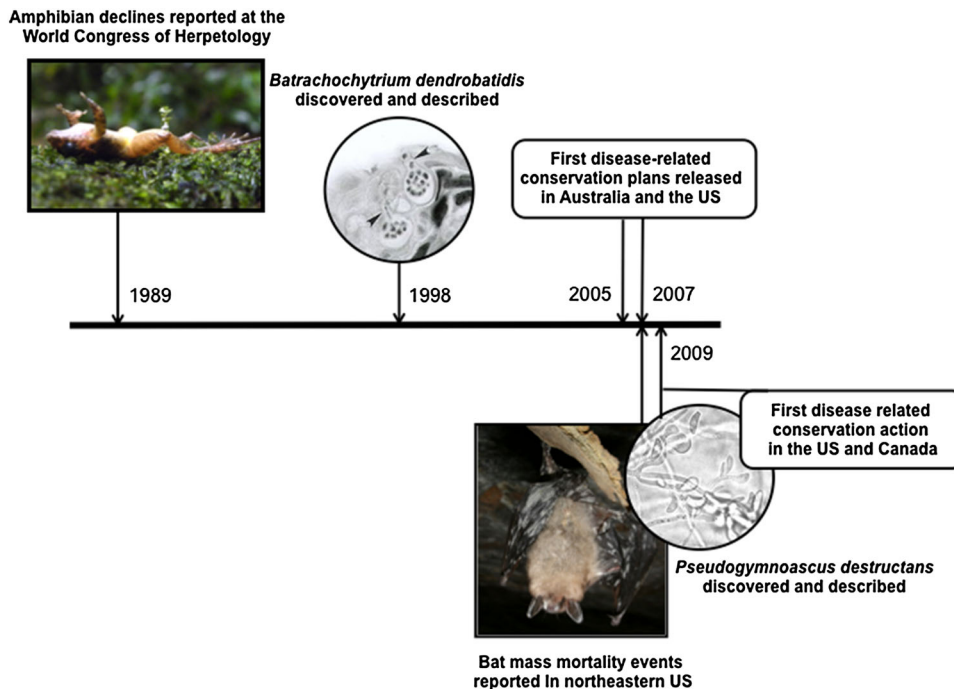 Amphibian declines reported at the
World Congress of Herpetology
Batrachochytrium dendrobatidis
discovered and described
First disease-related
conservation plans released
in Australia and the US
1989
1998
2005
2007
2009
First disease related
conservation action
in the US and Canada
Pseudogymnoascus destructans
discovered and described
Bat mass mortality events
reported In northeastern US